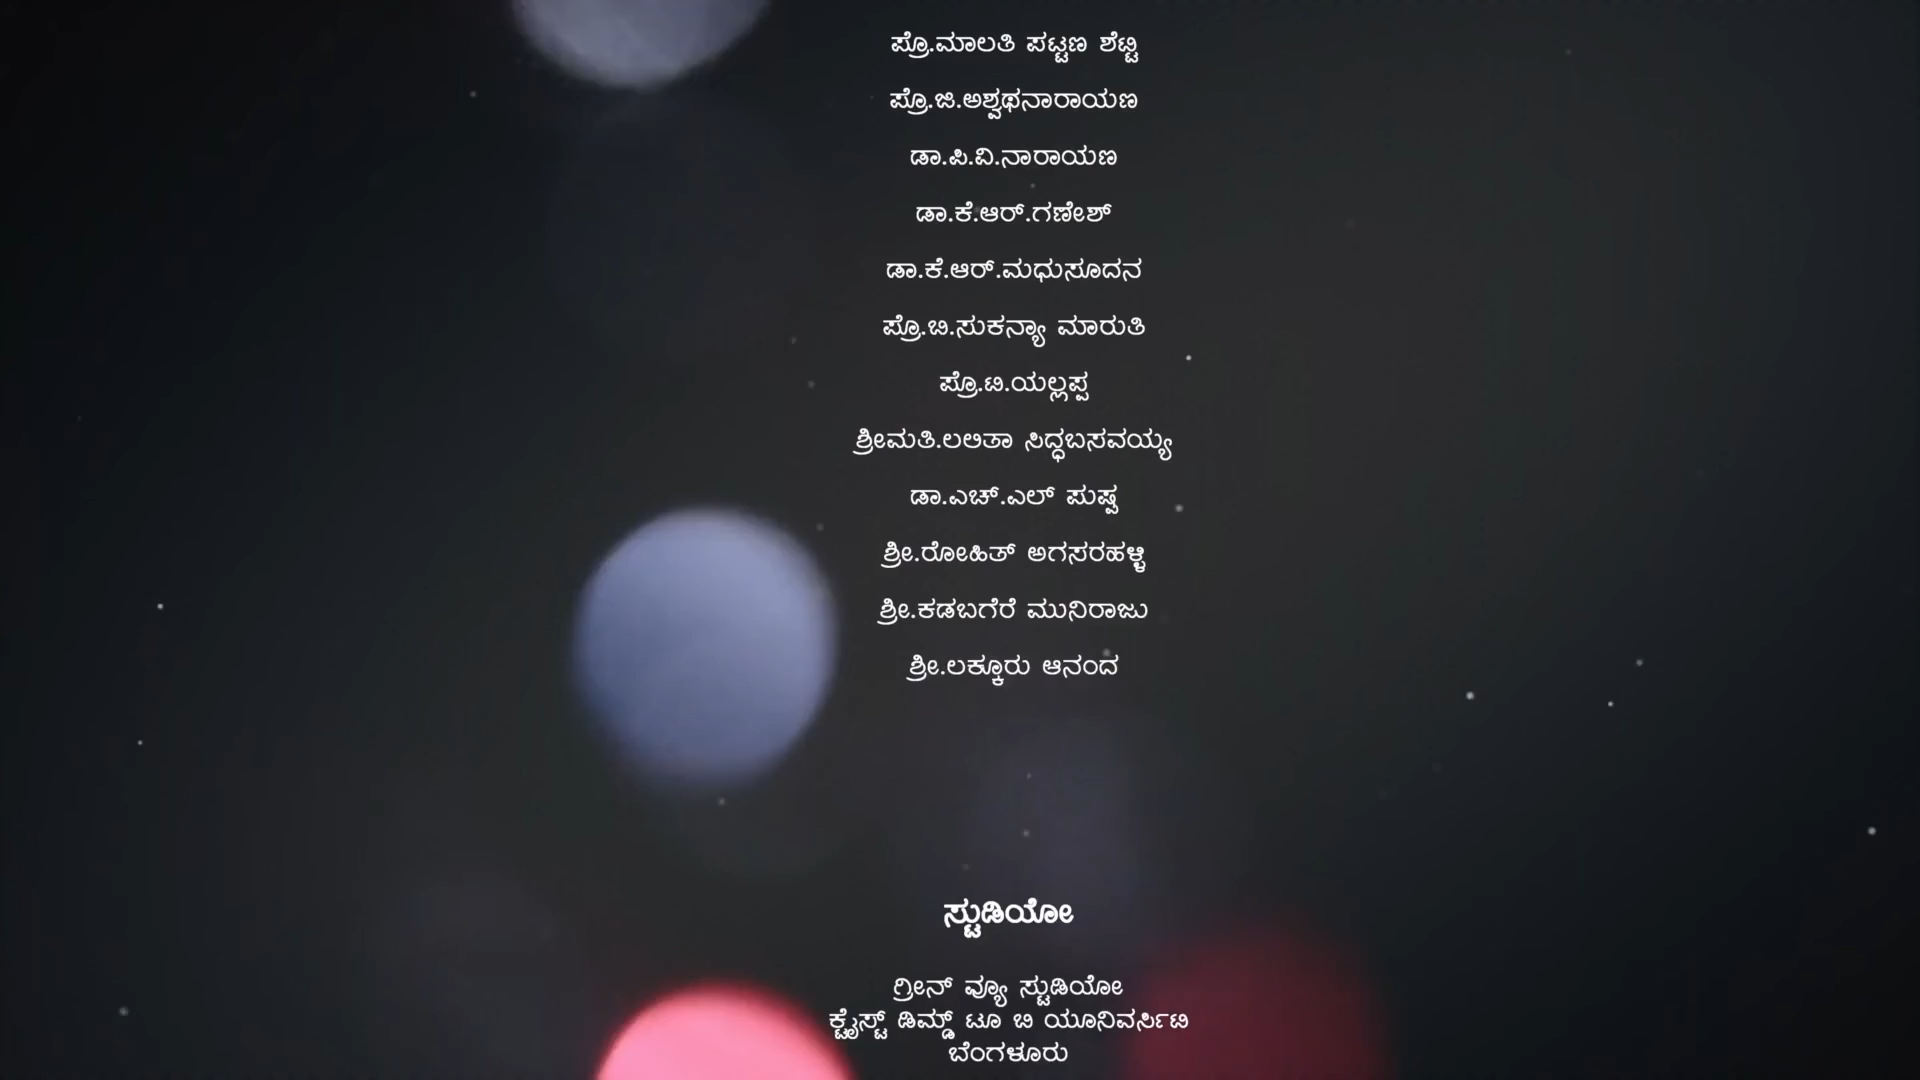 ಪ್ರೊ.ಮಾಲತಿ ಪಟ್ಟಣ ಶೆಟ್ಟಿ
ಪ್ರೊ.ಜಿ.ಅಶ್ವಥನಾರಾಯಣ
ಡಾ.ಪಿ.ವಿ.ನಾರಾಯಣ
ಡಾ.ಕೆ.ಆರ್.ಗಣೇಶ್
ಡಾ.ಕೆ.ಆರ್.ಮಧುಸೂದನ
ಪ್ರೊ.ಬಿ.ಸುಕನ್ಯಾ ಮಾರುತಿ
ಪ್ರೊ.ಟಿ.ಯಲ್ಲಪ್ಪ
ಶ್ರೀಮತಿ.ಲಲಿತಾ ಸಿದ್ಧಬಸವಯ್ಯ
ಡಾ.ಎಚ್.ಎಲ್ ಪುಷ್ಪ
ಶ್ರೀ.ರೋಹಿತ್ ಅಗಸರಹಳ್ಳಿ
ಶ್ರೀ.ಕಡಬಗೆರೆ ಮುನಿರಾಜು
ಶ್ರೀ.ಲಕ್ಕೂರು ಆನಂದ
ಸ್ಟುಡಿಯೋ
ಗ್ರೀನ್ ವ್ಯೂ ಸ್ಟುಡಿಯೋ
ಕ್ರೈಸ್ಟ್ ಡಿಮ್ಡ್ ಟೂ ಬಿ ಯೂನಿವರ್ಸಿಟಿ
ಬೆಂಗಳೂರು